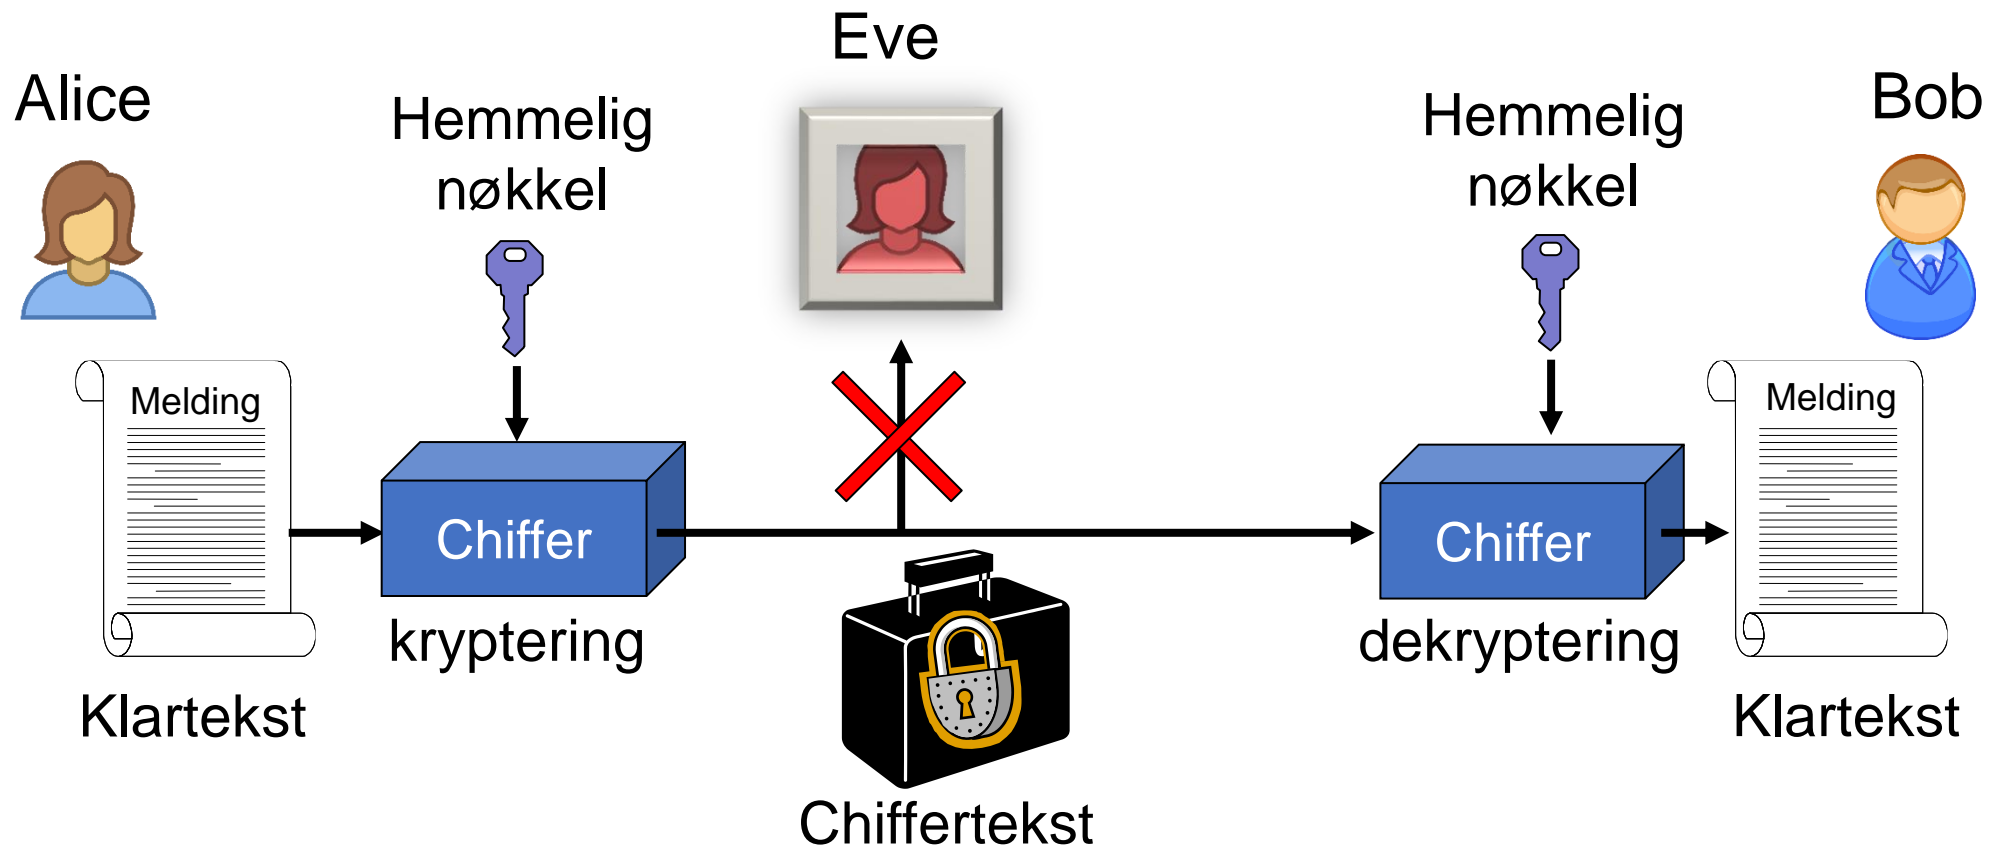 Eve
Alice
Hemmelig
nøkkel
Hemmelig
nøkkel
Bob
Melding
Melding
Chiffer
Chiffer
kryptering
dekryptering
Klartekst
Klartekst
Chiffertekst